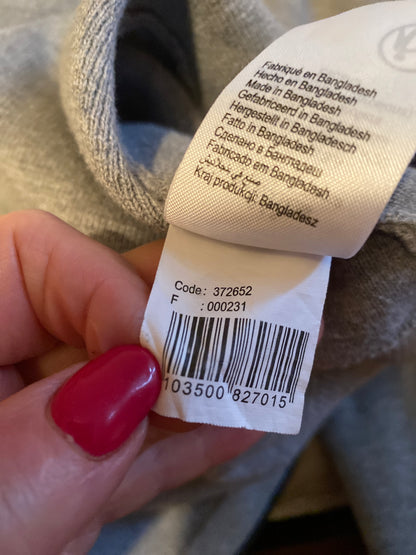 Fabriqué en Bangladesh
Hecho en Bangladesh
Made in Bangladesh
Gefabriceerd in Bangladesh
Hergestellt in Bangladesch
Fatto in Bangladesh
Сделано в Бангладеш
Fabricado em Bangladesh
صنع في بنغلاديش
Kraj produkcji: Bangladesz
Code: 372652
F : 000231
103500 827015